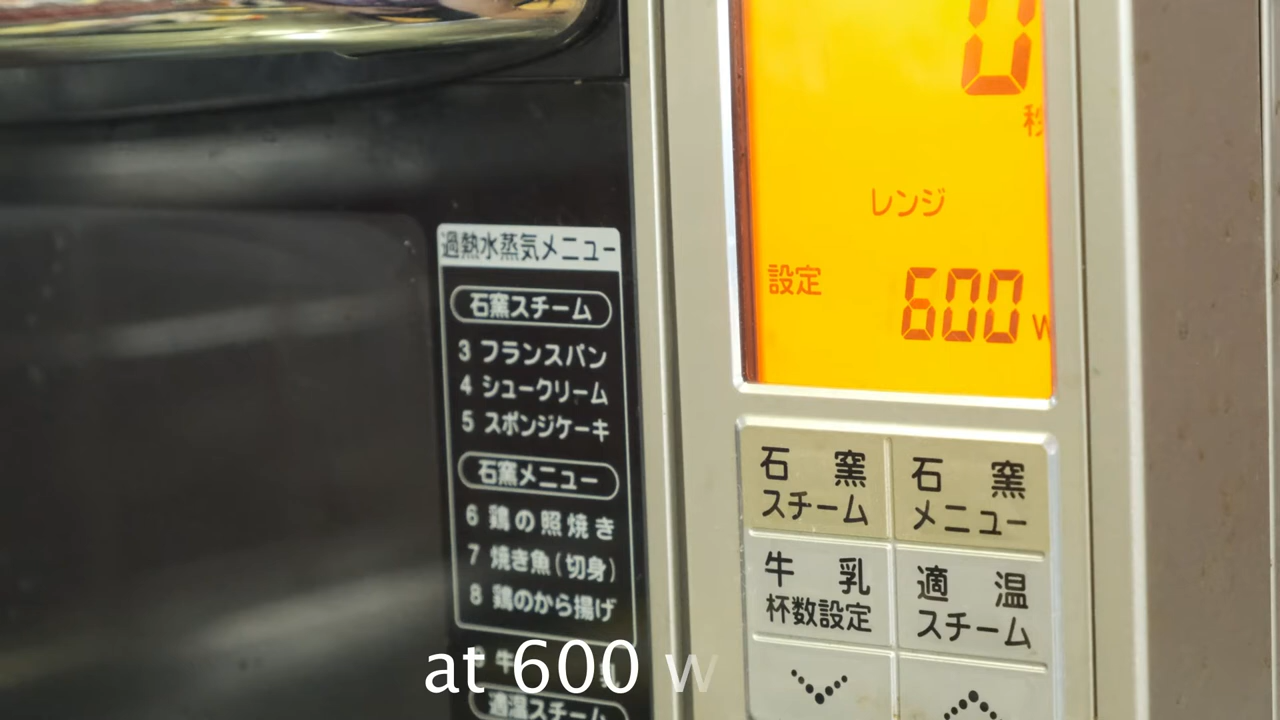 0
秒
レンジ
設定 600 W
過熱水蒸気メニュー
石窯スチーム
3 フランスパン
4 シュークリーム
5 スポンジケーキ
石窯メニュー
6 鶏の照焼き
7 焼き魚(切身)
8 鶏のから揚げ
9 牛乳
適温スチーム
石窯スチーム
石窯メニュー
牛乳杯数設定
適温スチーム
at 600 w